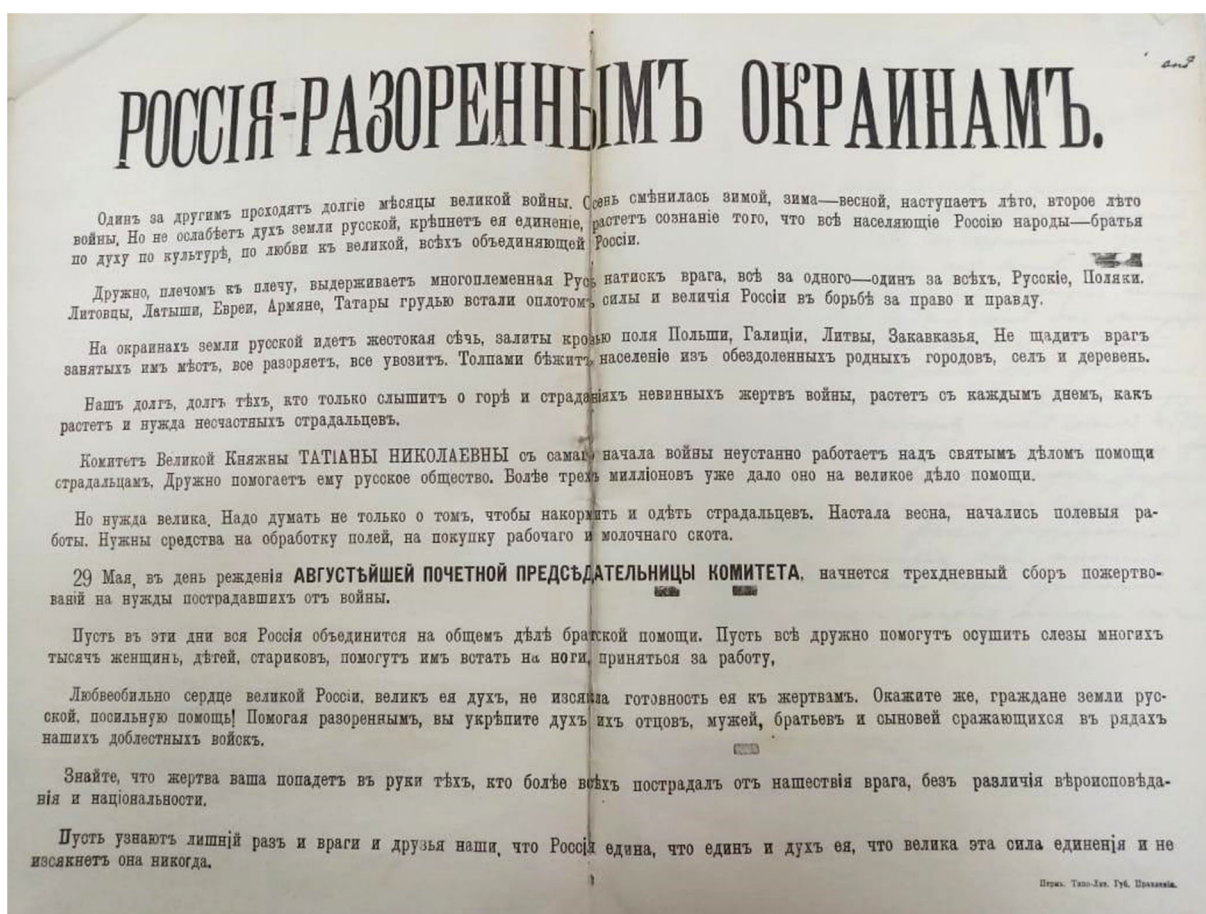 РОССІЯ-РАЗОРЕННЫМЪ ОКРАИНАМЪ.
Одинъ за другимъ проходятъ долгіе мѣсяцы великой войны. Осень смѣнилась зимой, зима—весной, наступаетъ лѣто, второе лѣто
войны. Но не ослабѣетъ духъ земли русской, крѣпнетъ ея единеніе, растетъ сознаніе того, что всѣ населяющіе Россію народы—братья
по духу по культурѣ, по любви къ великой, всѣхъ объединяющей Россіи.
Дружно, плечомъ къ плечу, выдерживаетъ многоплеменная Русь натискъ врага, всѣ за одного—одинъ за всѣхъ, Русскіе, Поляки.
Литовцы, Латыши, Евреи, Армяне, Татары грудью встали оплотомъ силы и величія Россіи въ борьбѣ за право и правду.
На окраинахъ земли русской идетъ жестокая сѣчь, залиты кровью поля Польши, Галиціи, Литвы, Закавказья. Не щадитъ врагъ
занятыхъ имъ мѣстъ, все разоряетъ, все увозитъ. Толпами бѣжитъ населеніе изъ обездоленныхъ родныхъ городовъ, селъ и деревень.
Нашъ долгъ, долгъ тѣхъ, кто только слышитъ о горѣ и страданіяхъ невинныхъ жертвъ войны, растетъ съ каждымъ днемъ, какъ
растетъ и нужда несчастныхъ страдальцевъ.
Комитетъ Великой Княжны ТАТІАНЫ НИКОЛАЕВНЫ съ самаго начала войны неустанно работаетъ надъ святымъ дѣломъ помощи
страдальцамъ. Дружно помогаетъ ему русское общество. Болѣе трехъ милліоновъ уже дало оно на великое дѣло помощи.
Но нужда велика. Надо думать не только о томъ, чтобы накормить и одѣть страдальцевъ. Настала весна, начались полевыя ра-
боты. Нужны средства на обработку полей, на покупку рабочаго и молочнаго скота.
29 Мая, въ день режденія АВГУСТѢЙШЕЙ ПОЧЕТНОЙ ПРЕДСѢДАТЕЛЬНИЦЫ КОМИТЕТА, начнется трехдневный сборъ пожертво-
ваній на нужды пострадавшихъ отъ войны.
Пусть въ эти дни вся Россія объединится на общемъ дѣлѣ братской помощи. Пусть всѣ дружно помогутъ осушить слезы многихъ
тысячъ женщинъ, дѣтей, стариковъ, помогутъ имъ встать на ноги, приняться за работу,
Любвеобильно сердце великой Россіи, великъ ея духъ, не изсякла готовность ея къ жертвамъ. Окажите же, граждане земли рус-
ской, посильную помощь! Помогая разореннымъ, вы укрѣпите духъ ихъ отцовъ, мужей, братьевъ и сыновей сражающихся въ рядахъ
нашихъ доблестныхъ войскъ.
Знайте, что жертва ваша попадетъ въ руки тѣхъ, кто болѣе всѣхъ пострадалъ отъ нашествія врага, безъ различія вѣроисповѣда-
нія и національности.
Пусть узнаютъ лишній разъ и враги и друзья наши, что Россія едина, что единъ и духъ ея, что велика эта сила единенія и не
изсякнетъ она никогда.
Пермь. Типо-Лит. Губ. Правленія.